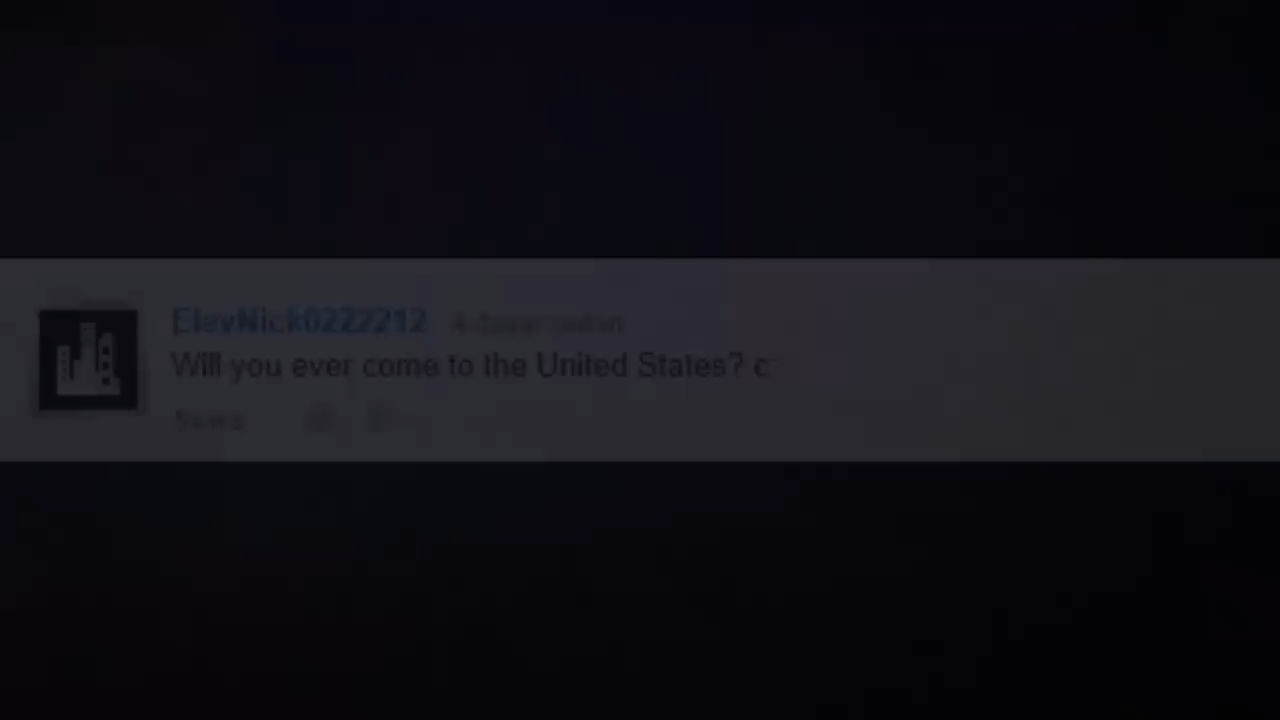 ElevNick0222212
Will you ever come to the United States? c: